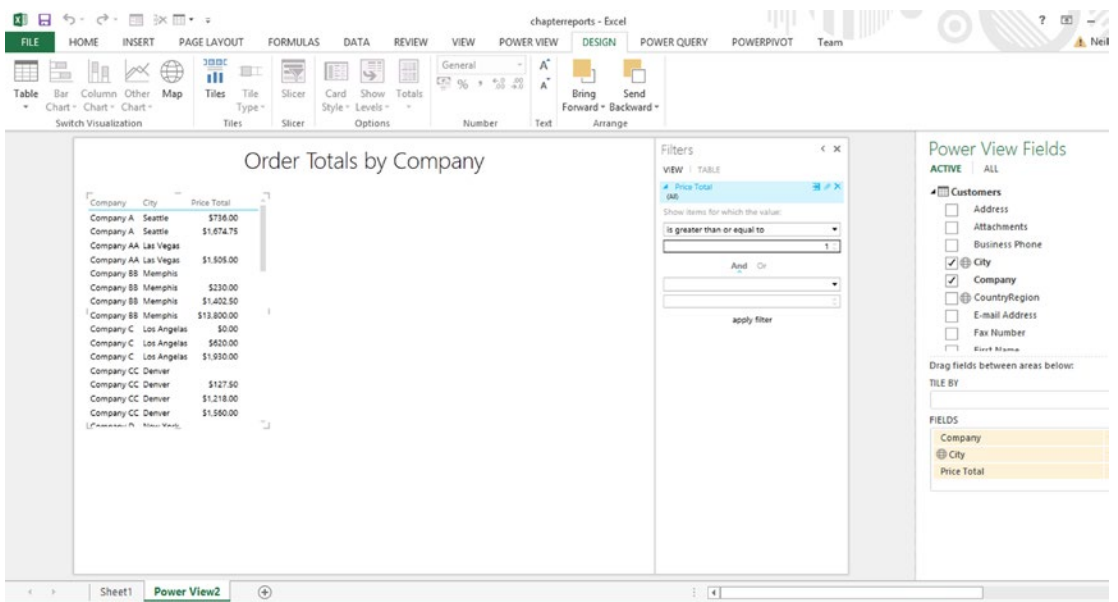 chapterreports - Excel
FILE HOME INSERT PAGE LAYOUT FORMULAS DATA REVIEW VIEW POWER VIEW DESIGN POWER QUERY POWERPIVOT Team
Neil
Table Bar Chart Column Chart Other Chart Map Tiles Tile Type Slicer Card Style Show Levels Totals General % , Bring Forward Send Backward
Switch Visualization Tiles Slicer Options Number Text Arrange
Order Totals by Company
Company City Price Total
Company A Seattle $736.00
Company A Seattle $1,674.75
Company AA Las Vegas
Company AA Las Vegas $1,505.00
Company BB Memphis
Company BB Memphis $230.00
Company BB Memphis $1,402.50
Company BB Memphis $13,800.00
Company C Los Angelas $0.00
Company C Los Angelas $620.00
Company C Los Angelas $1,930.00
Company CC Denver
Company CC Denver $127.50
Company CC Denver $1,218.00
Company CC Denver $1,560.00
Company D New York
Filters
VIEW TABLE
Price Total
(All)
Show items for which the value:
is greater than or equal to
1
And Or
apply filter
Power View Fields
ACTIVE ALL
Customers
Address
Attachments
Business Phone
City
Company
CountryRegion
E-mail Address
Fax Number
First Name
Drag fields between areas below:
TILE BY
FIELDS
Company
City
Price Total
Sheet1 Power View2